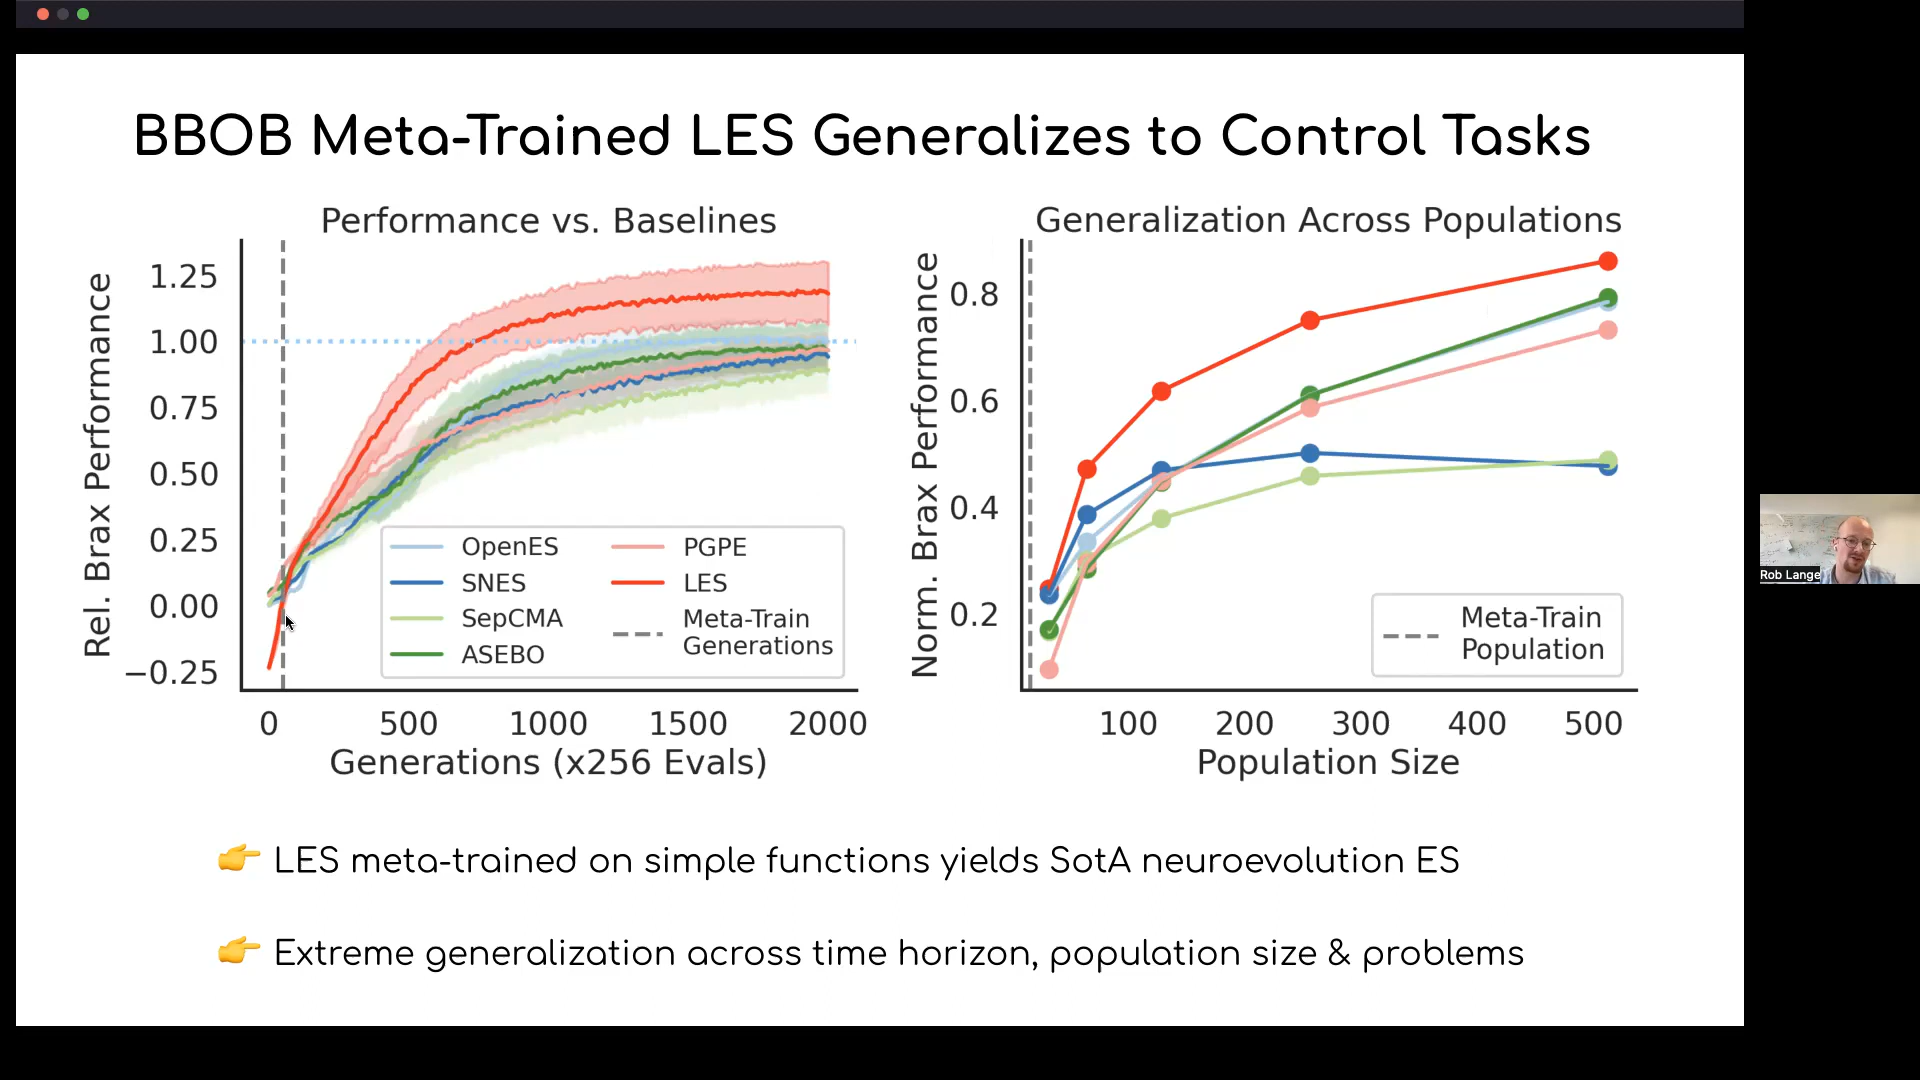 BBOB Meta-Trained LES Generalizes to Control Tasks
Performance vs. Baselines
Rel. Brax Performance
1.25
1.00
0.75
0.50
0.25
0.00
−0.25
0
500
1000
1500
2000
Generations (x256 Evals)
OpenES
SNES
SepCMA
ASEBO
PGPE
LES
Meta-Train
Generations
Generalization Across Populations
Norm. Brax Performance
0.8
0.6
0.4
0.2
100
200
300
400
500
Population Size
Meta-Train
Population
LES meta-trained on simple functions yields SotA neuroevolution ES
Extreme generalization across time horizon, population size & problems
Rob Lange